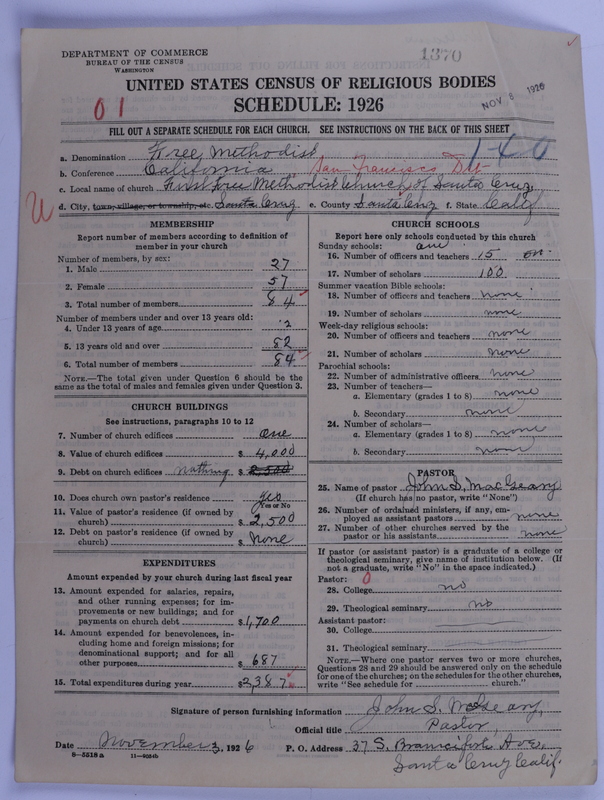 DEPARTMENT OF COMMERCE
BUREAU OF THE CENSUS
WASHINGTON
1370
UNITED STATES CENSUS OF RELIGIOUS BODIES
SCHEDULE: 1926
NOV 8 1926
01
FILL OUT A SEPARATE SCHEDULE FOR EACH CHURCH. SEE INSTRUCTIONS ON THE BACK OF THIS SHEET
a. Denomination Free Methodist 1-40
b. Conference California San Francisco Dist
c. Local name of church First Free Methodist Church of Santa Cruz,
d. City, town, village, or township, etc. Santa Cruz e. County Santa Cruz f. State Calif
MEMBERSHIP
Report number of members according to definition of
member in your church
Number of members, by sex:
1. Male 27
2. Female 57
3. Total number of members 84
Number of members under and over 13 years old:
4. Under 13 years of age 2
5. 13 years old and over 82
6. Total number of members 84
NOTE.—The total given under Question 6 should be the
same as the total of males and females given under Question 3.
CHURCH BUILDINGS
See instructions, paragraphs 10 to 12
7. Number of church edifices one
8. Value of church edifices $ 4,000
9. Debt on church edifices nothing $ 2,500
10. Does church own pastor's residence yes
Yes or No
11. Value of pastor's residence (if owned by
church) $ 2,500
12. Debt on pastor's residence (if owned by
church) $ None
EXPENDITURES
Amount expended by your church during last fiscal year
13. Amount expended for salaries, repairs,
and other running expenses; for im-
provements or new buildings; and for
payments on church debt $1,700
14. Amount expended for benevolences, in-
cluding home and foreign missions; for
denominational support; and for all
other purposes $ 687
15. Total expenditures during year $2387
CHURCH SCHOOLS
Report here only schools conducted by this church
Sunday schools: one
16. Number of officers and teachers 15
17. Number of scholars 100
Summer vacation Bible schools:
18. Number of officers and teachers none
19. Number of scholars none
Week-day religious schools:
20. Number of officers and teachers none
21. Number of scholars none
Parochial schools:
22. Number of administrative officers none
23. Number of teachers—
a. Elementary (grades 1 to 8) none
b. Secondary none
24. Number of scholars—
a. Elementary (grades 1 to 8) none
b. Secondary none
PASTOR
25. Name of pastor John S. MacGeary
(If church has no pastor, write "None")
26. Number of ordained ministers, if any, em-
ployed as assistant pastors none
27. Number of other churches served by the
pastor or his assistants none
If pastor (or assistant pastor) is a graduate of a college or
theological seminary, give name of institution below. (If
not a graduate, write "No" in the space indicated.)
Pastor: 0
28. College no
29. Theological seminary no
Assistant pastor:
30. College
31. Theological seminary
NOTE.—Where one pastor serves two or more churches,
Questions 28 and 29 should be answered only on the schedule
for one of the churches; on the schedules for the other churches,
write "See schedule for church."
Signature of person furnishing information John S. McGeary,
Official title Pastor,
Date November 3, 1926 P. O. Address 37 S. Branciforte Ave,
Santa Cruz Calif.
8—5518 a 11—9054b